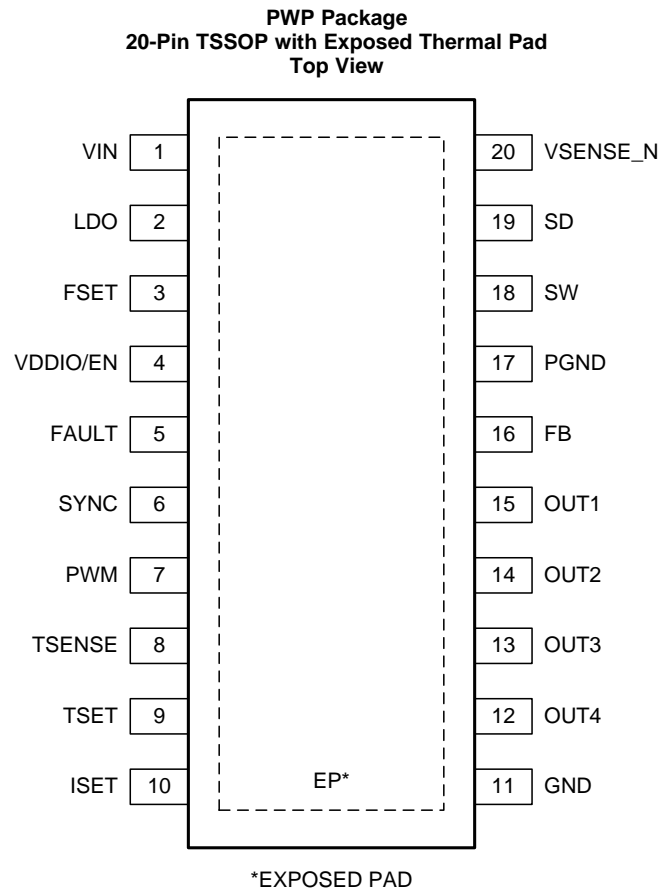 PWP Package
20-Pin TSSOP with Exposed Thermal Pad
Top View
VIN 1 20 VSENSE_N
LDO 2 19 SD
FSET 3 18 SW
VDDIO/EN 4 17 PGND
FAULT 5 16 FB
SYNC 6 15 OUT1
PWM 7 14 OUT2
TSENSE 8 13 OUT3
TSET 9 12 OUT4
ISET 10 EP* 11 GND
*EXPOSED PAD